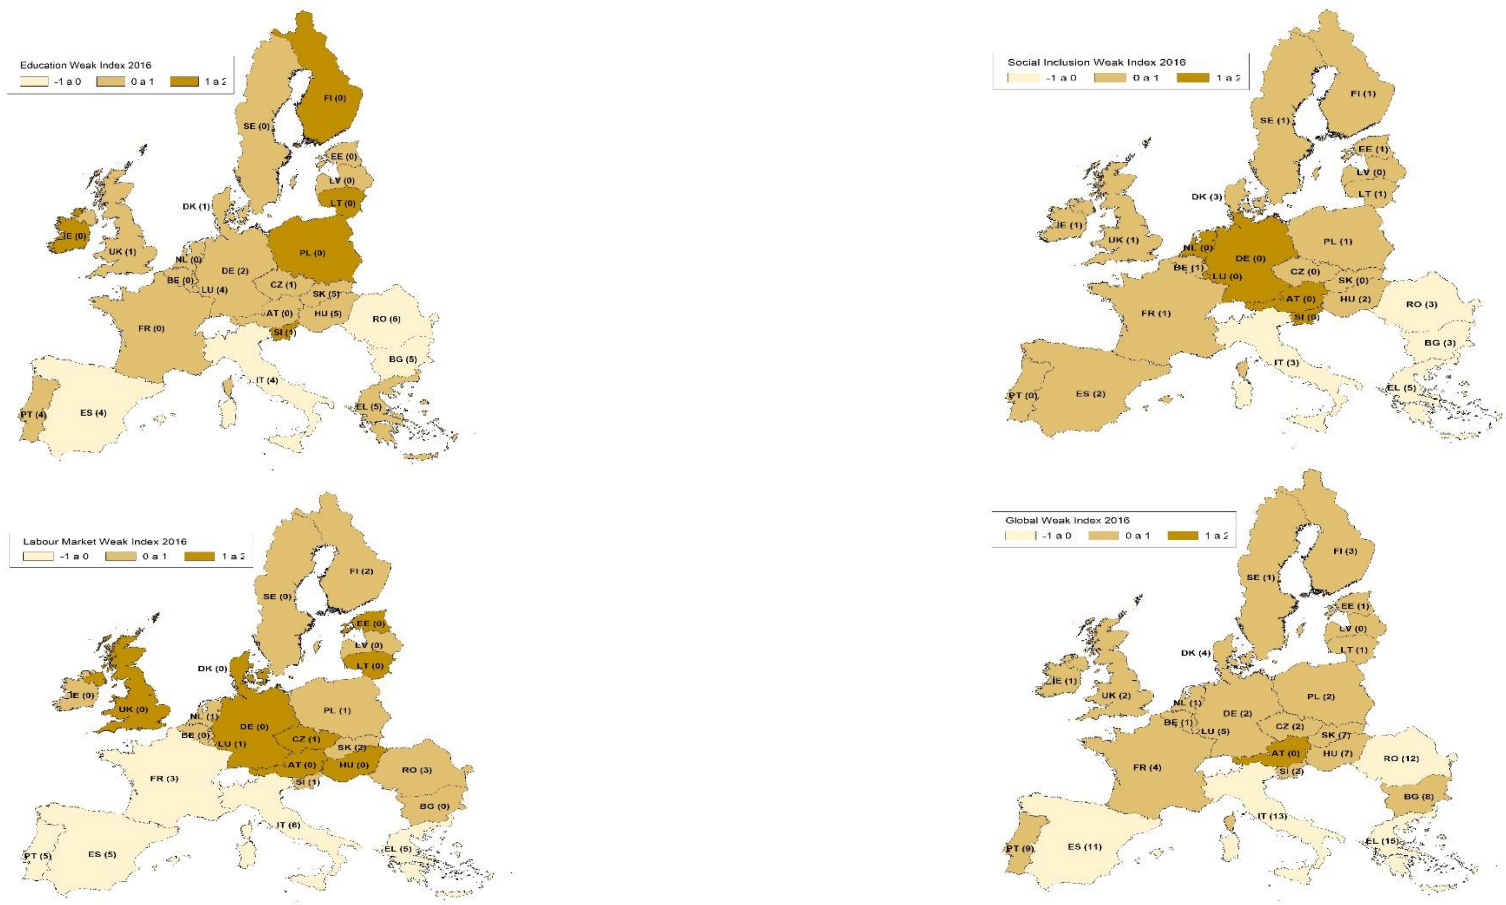 Education Weak Index 2016
-1 a 0 0 a 1 1 a 2
FI (0)
SE (0)
EE (0)
LV (0)
DK (1)
LT (0)
IE (0)
UK (1)
PL (0)
NL (0)
DE (2)
BE (0)
CZ (1)
LU (4)
SK (5)
AT (0)
HU (5)
RO (6)
FR (0)
SI (1)
BG (5)
IT (4)
PT (4)
ES (4)
EL (5)
Social Inclusion Weak Index 2016
-1 a 0 0 a 1 1 a 2
FI (1)
SE (1)
EE (1)
LV (0)
DK (3)
LT (1)
IE (1)
UK (1)
PL (1)
NL (0)
DE (0)
BE (1)
CZ (0)
LU (0)
SK (0)
AT (0)
HU (2)
RO (3)
FR (1)
SI (0)
BG (3)
IT (3)
EL (5)
PT (0)
ES (2)
Labour Market Weak Index 2016
-1 a 0 0 a 1 1 a 2
FI (2)
SE (0)
EE (0)
LV (0)
DK (0)
LT (0)
IE (0)
UK (0)
PL (1)
NL (1)
DE (0)
BE (0)
LU (1)
CZ (1)
SK (2)
AT (0)
HU (0)
RO (3)
FR (3)
SI (1)
BG (0)
IT (6)
PT (5)
ES (5)
EL (5)
Global Weak Index 2016
-1 a 0 0 a 1 1 a 2
FI (3)
SE (1)
EE (1)
LV (0)
DK (4)
LT (1)
IE (1)
UK (2)
PL (2)
NL (1)
DE (2)
BE (1)
CZ (2)
LU (5)
SK (7)
AT (0)
HU (7)
RO (12)
FR (4)
SI (2)
BG (8)
IT (13)
PT (9)
ES (11)
EL (15)